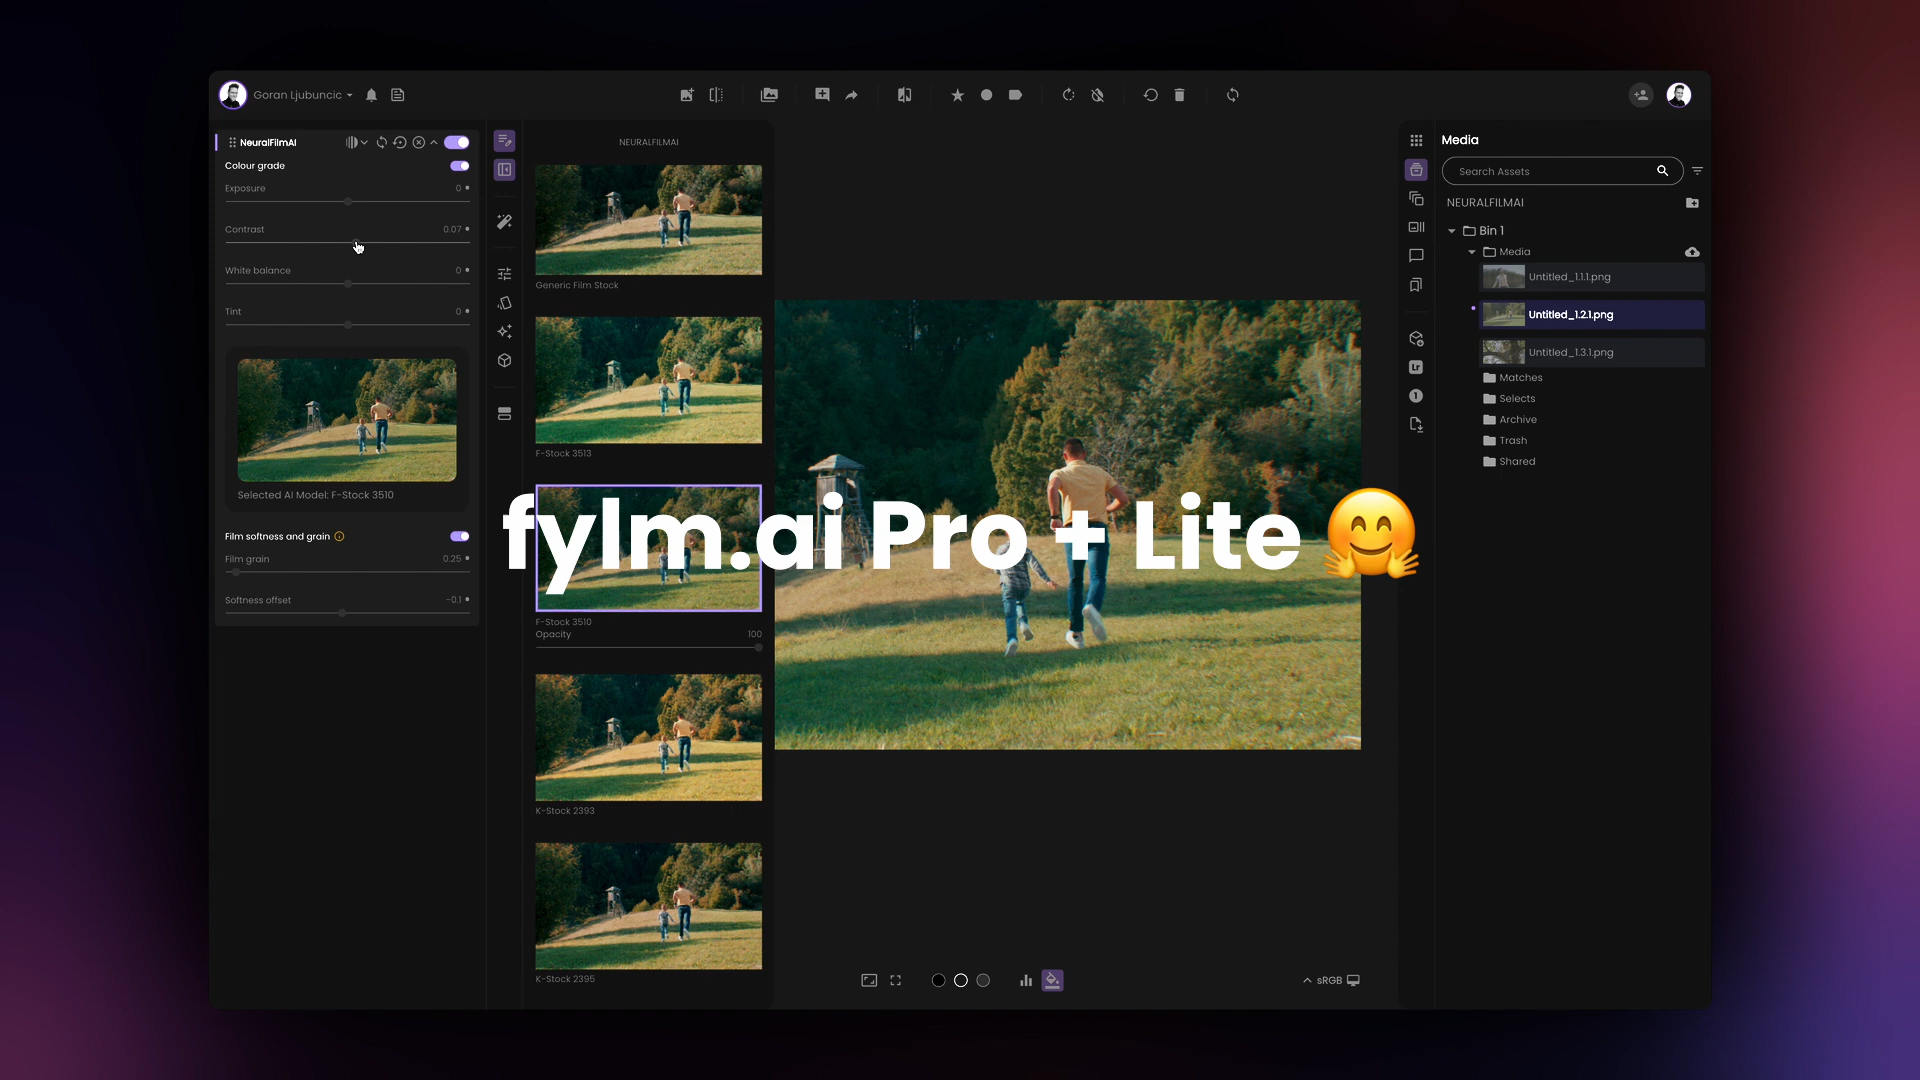 Goran Ljubuncic
NeuralFilmAI
Colour grade
Exposure 0
Contrast 0.07
White balance 0
Tint 0
Selected AI Model: F-Stock 3510
Film softness and grain
Film grain 0.25
Softness offset -0.1
NEURALFILMAI
Generic Film Stock
F-Stock 3513
F-Stock 3510
Opacity 100
K-Stock 2393
K-Stock 2395
fylm.ai Pro + Lite 🤗
sRGB
Lr
1
Media
Search Assets
NEURALFILMAI
Bin 1
Media
Untitled_1.1.1.png
Untitled_1.2.1.png
Untitled_1.3.1.png
Matches
Selects
Archive
Trash
Shared